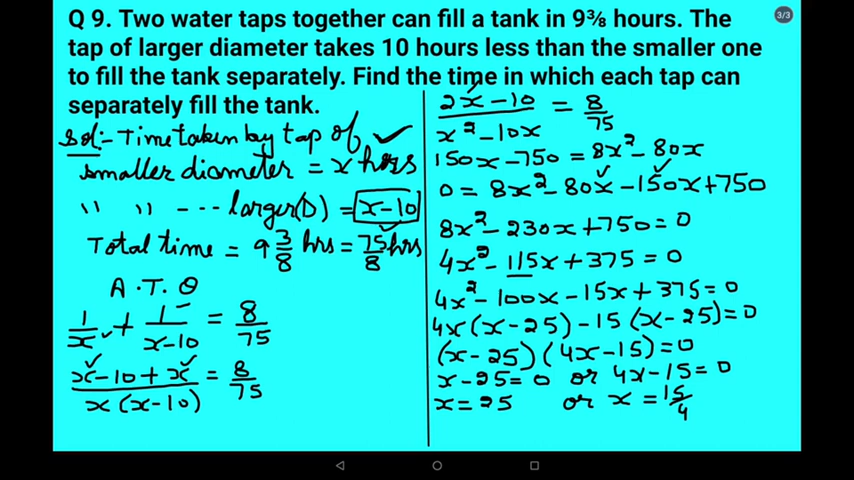 Q 9. Two water taps together can fill a tank in 9⅜ hours. The
tap of larger diameter takes 10 hours less than the smaller one
to fill the tank separately. Find the time in which each tap can
separately fill the tank.
3/3
Sol:- Time taken by tap of ✓
smaller diameter = x hrs
" " --- larger(D) = x-10
Total time = 9 3/8 hrs = 75/8 hrs
A.T.Q
1/x + 1/x-10 = 8/75
x-10+x/x(x-10) = 8/75
2x-10/x²-10x = 8/75
150x-750 = 8x²-80x
0 = 8x²-80x-150x+750
8x²-230x+750=0
4x²-115x+375=0
4x²-100x-15x+375=0
4x(x-25)-15(x-25)=0
(x-25)(4x-15)=0
x-25=0 or 4x-15=0
x=25 or x=15/4